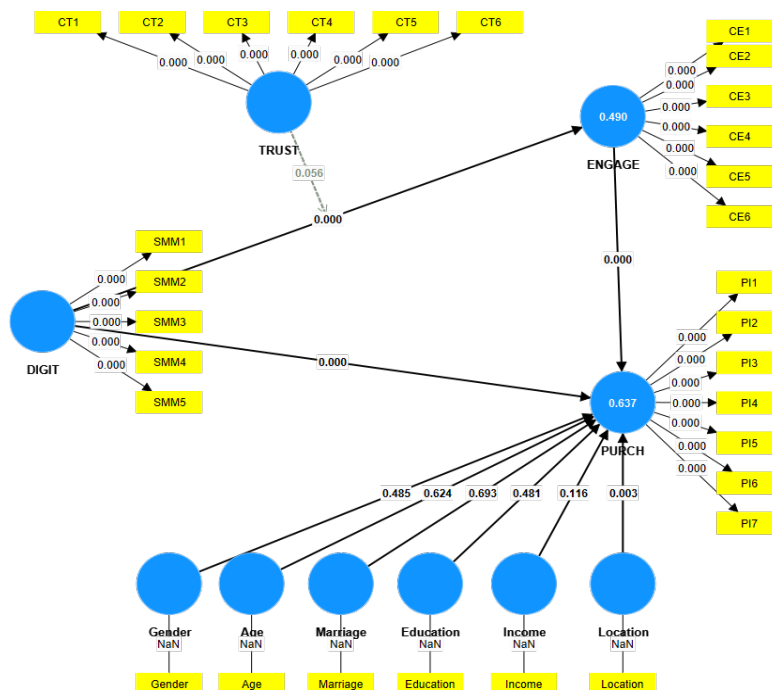 CT1 CT2 CT3 CT4 CT5 CT6
0.000 0.000 0.000 0.000 0.000 0.000
TRUST
0.056
CE1
CE2
CE3
CE4
CE5
CE6
0.000
0.000
0.000
0.000
0.000
0.000
0.490
ENGAGE
0.000
0.000
SMM1
SMM2
SMM3
SMM4
SMM5
0.000
0.000
0.000
0.000
0.000
DIGIT
0.000
PI1
PI2
PI3
PI4
PI5
PI6
PI7
0.000
0.000
0.000
0.000
0.000
0.000
0.000
0.637
PURCH
0.485 0.624 0.693 0.481 0.116 0.003
Gender Age Marriage Education Income Location
NaN NaN NaN NaN NaN NaN
Gender Age Marriage Education Income Location